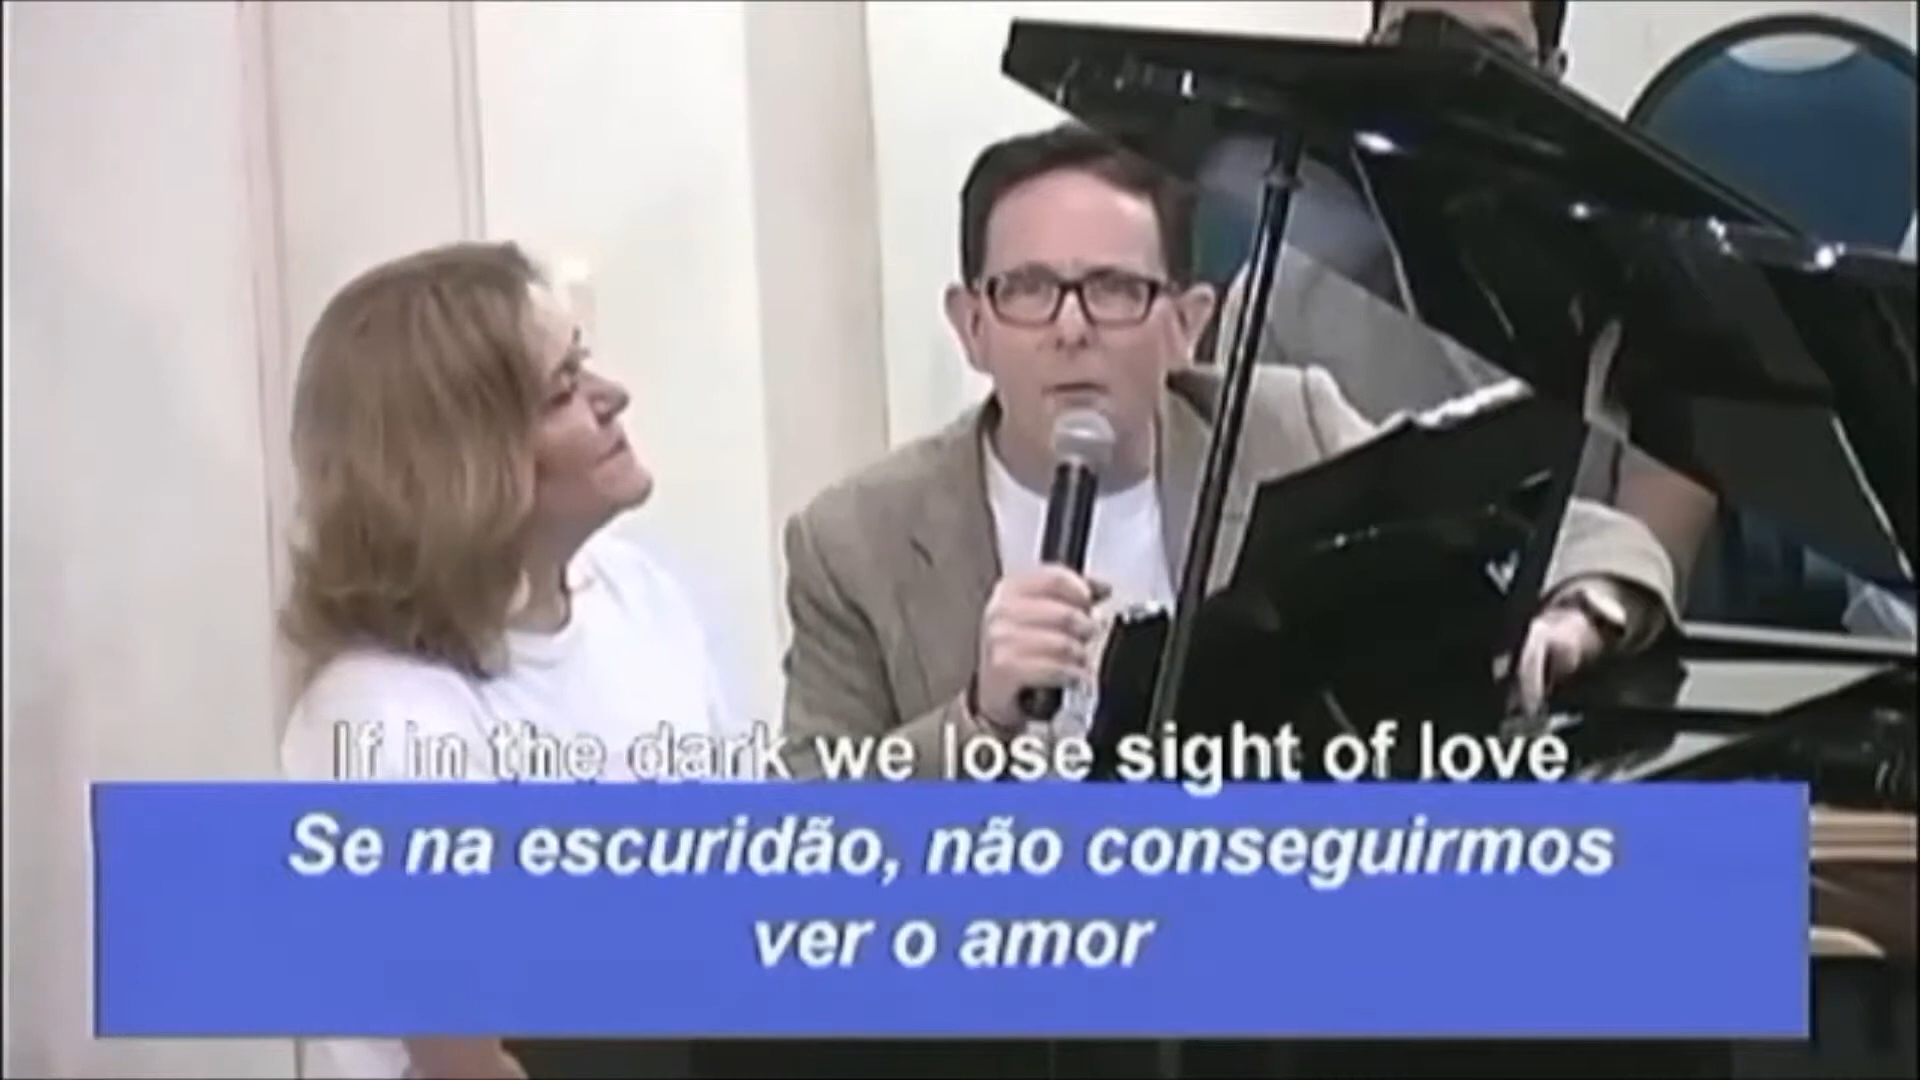 If in the dark we lose sight of love
Se na escuridão, não conseguirmos
ver o amor